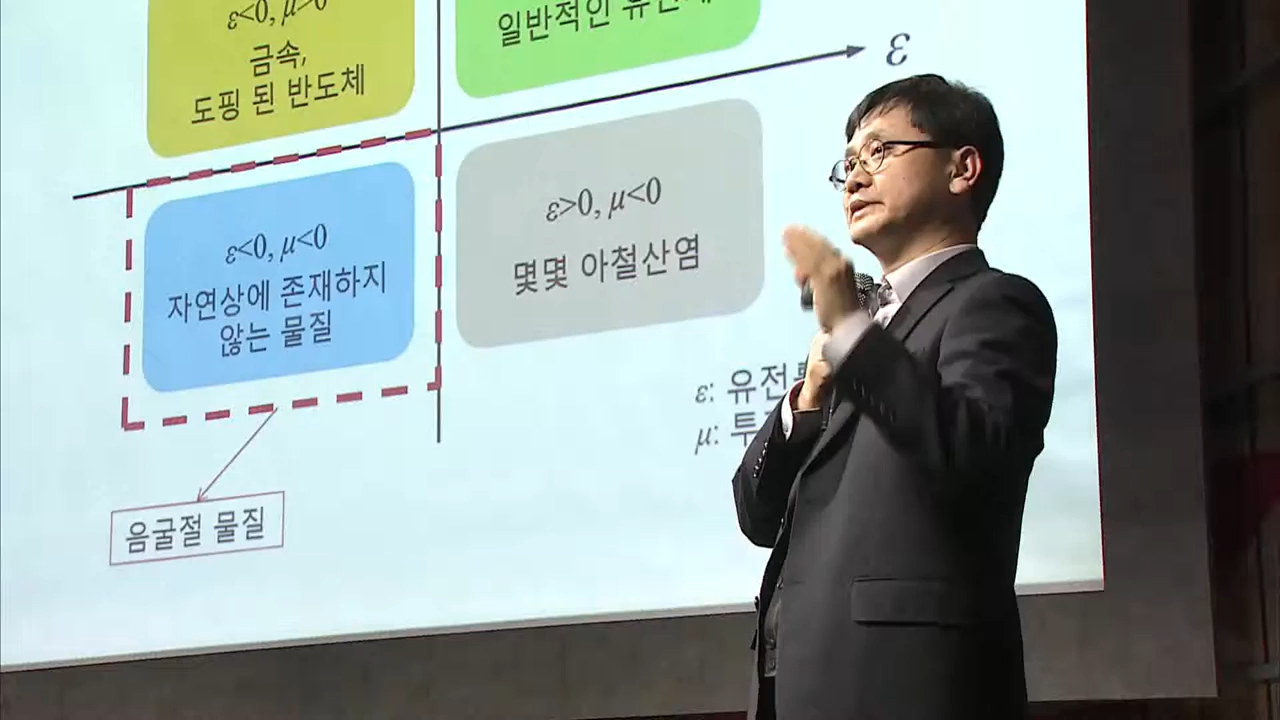 ε<0, μ>0
금속,
도핑 된 반도체
일반적인
ε
ε<0, μ<0
자연상에 존재하지
않는 물질
ε>0, μ<0
몇몇 아철산염
ε: 유전
μ:
음굴절 물질